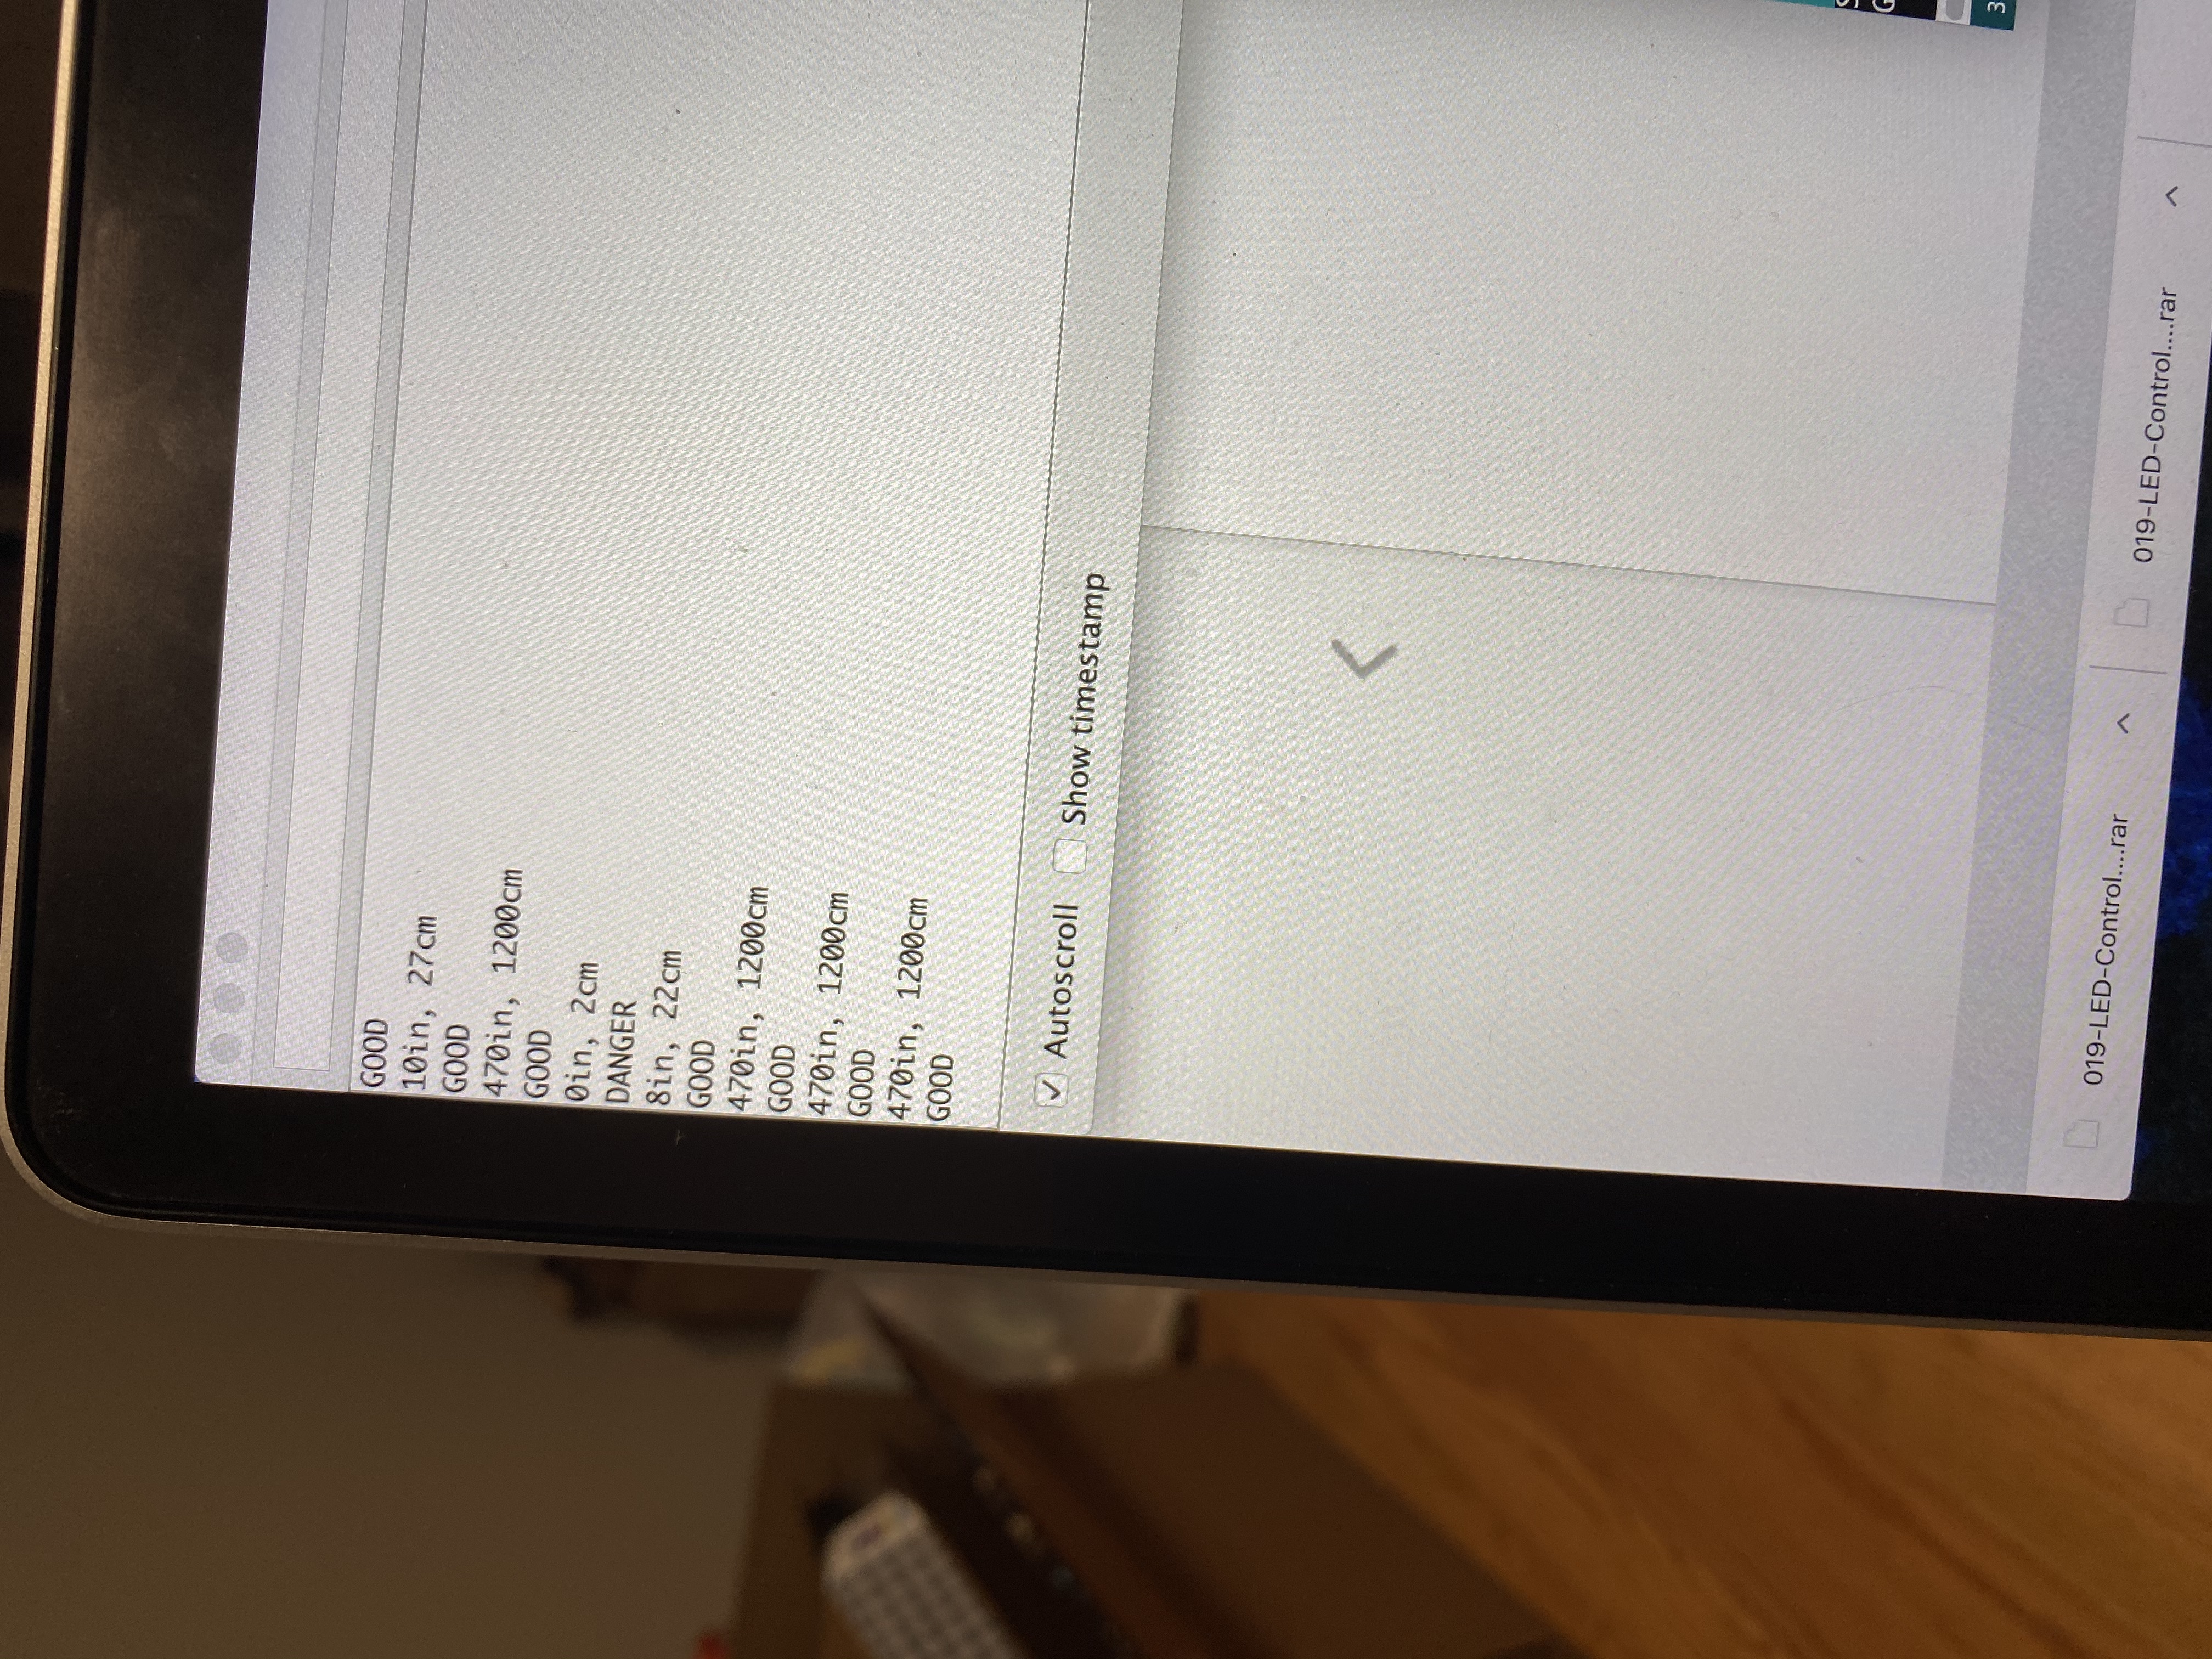 GOOD
10in, 27cm
GOOD
470in, 1200cm
GOOD
0in, 2cm
DANGER
8in, 22cm
GOOD
470in, 1200cm
GOOD
470in, 1200cm
GOOD
470in, 1200cm
GOOD
Autoscroll Show timestamp
S
G
3
019-LED-Control....rar 019-LED-Control....rar